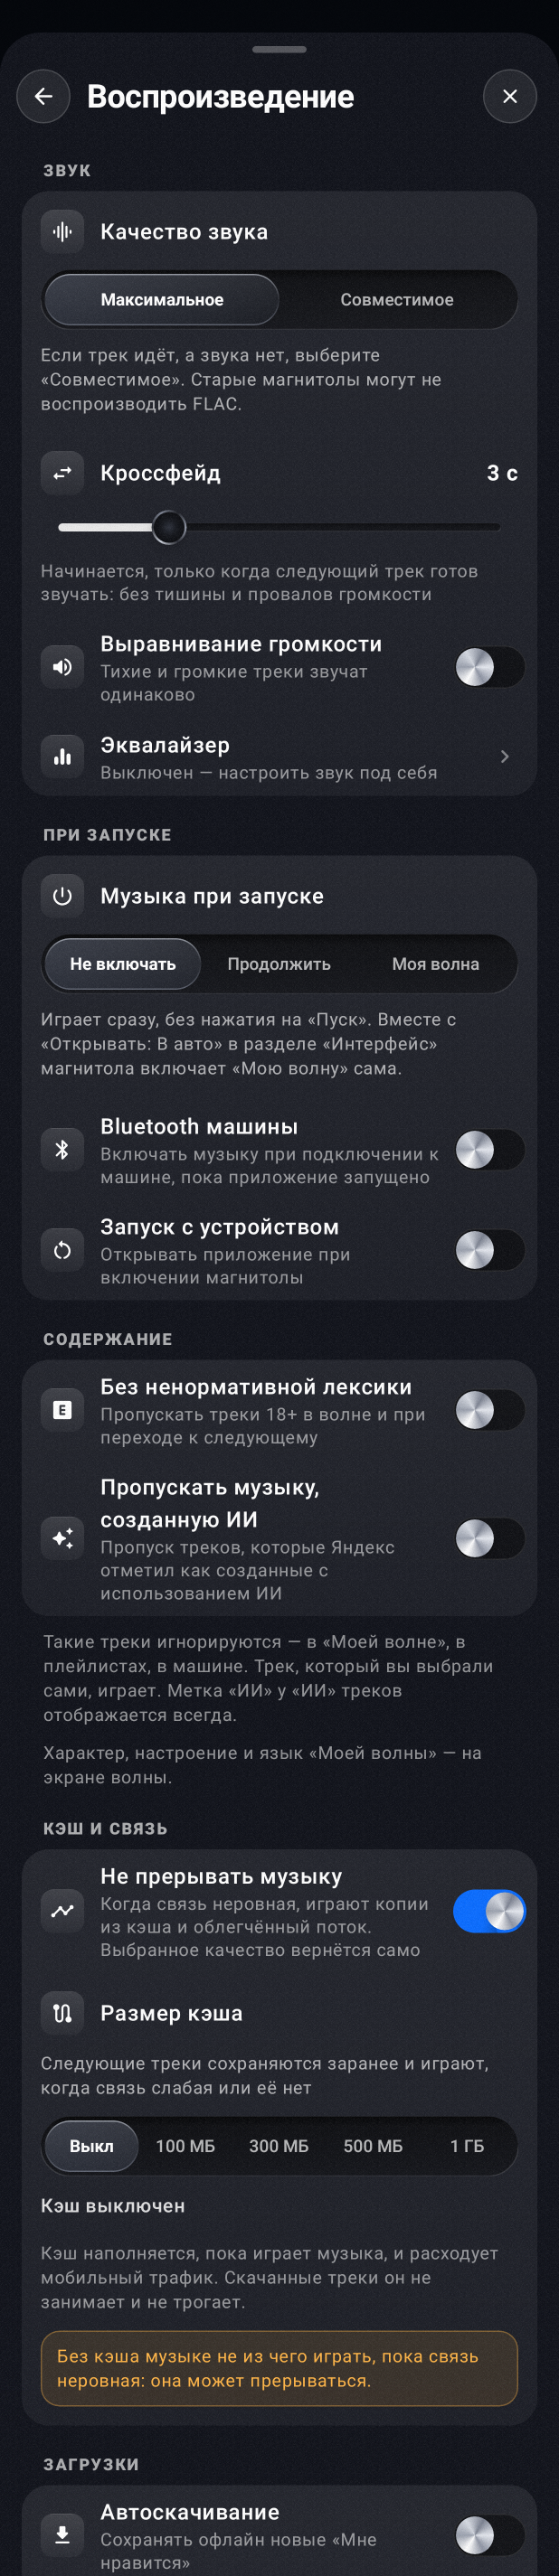 Воспроизведение
ЗВУК
Качество звука
Максимальное
Совместимое
Если трек идёт, а звука нет, выберите
«Совместимое». Старые магнитолы могут не
воспроизводить FLAC.
Кроссфейд
3 с
Начинается, только когда следующий трек готов
звучать: без тишины и провалов громкости
Выравнивание громкости
Тихие и громкие треки звучат
одинаково
Эквалайзер
Выключен — настроить звук под себя
ПРИ ЗАПУСКЕ
Музыка при запуске
Не включать
Продолжить
Моя волна
Играет сразу, без нажатия на «Пуск». Вместе с
«Открывать: В авто» в разделе «Интерфейс»
магнитола включает «Мою волну» сама.
Bluetooth машины
Включать музыку при подключении к
машине, пока приложение запущено
Запуск с устройством
Открывать приложение при
включении магнитолы
СОДЕРЖАНИЕ
E
Без ненормативной лексики
Пропускать треки 18+ в волне и при
переходе к следующему
Пропускать музыку,
созданную ИИ
Пропуск треков, которые Яндекс
отметил как созданные с
использованием ИИ
Такие треки игнорируются — в «Моей волне», в
плейлистах, в машине. Трек, который вы выбрали
сами, играет. Метка «ИИ» у «ИИ» треков
отображается всегда.
Характер, настроение и язык «Моей волны» — на
экране волны.
КЭШ И СВЯЗЬ
Не прерывать музыку
Когда связь неровная, играют копии
из кэша и облегчённый поток.
Выбранное качество вернётся само
Размер кэша
Следующие треки сохраняются заранее и играют,
когда связь слабая или её нет
Выкл
100 МБ
300 МБ
500 МБ
1 ГБ
Кэш выключен
Кэш наполняется, пока играет музыка, и расходует
мобильный трафик. Скачанные треки он не
занимает и не трогает.
Без кэша музыке не из чего играть, пока связь
неровная: она может прерываться.
ЗАГРУЗКИ
Автоскачивание
Сохранять офлайн новые «Мне
нравится»